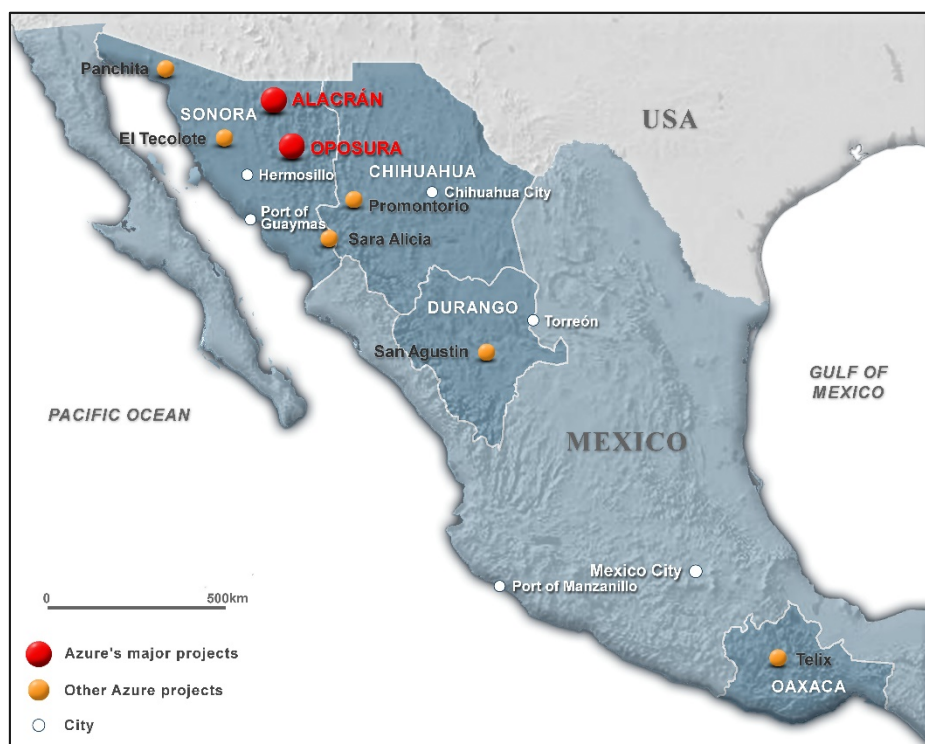 Panchita
ALACRÁN
SONORA
USA
El Tecolote
OPOSURA
CHIHUAHUA
Hermosillo
Chihuahua City
Promontorio
Port of
Guaymas
Sara Alicia
DURANGO
Torreón
San Agustin
GULF OF
MEXICO
PACIFIC OCEAN
MEXICO
Mexico City
Port of Manzanillo
0 500km
Azure's major projects
Telix
OAXACA
Other Azure projects
City